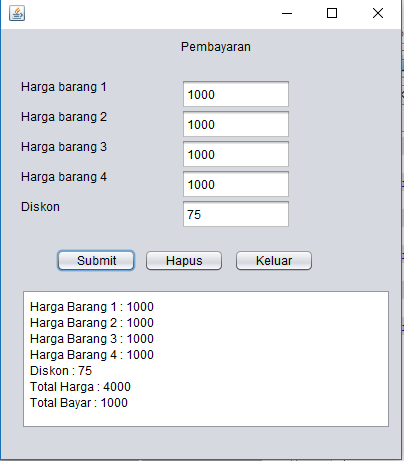 Pembayaran
Harga barang 1 1000
Harga barang 2 1000
Harga barang 3 1000
Harga barang 4 1000
Diskon 75
Submit Hapus Keluar
Harga Barang 1 : 1000
Harga Barang 2 : 1000
Harga Barang 3 : 1000
Harga Barang 4 : 1000
Diskon : 75
Total Harga : 4000
Total Bayar : 1000